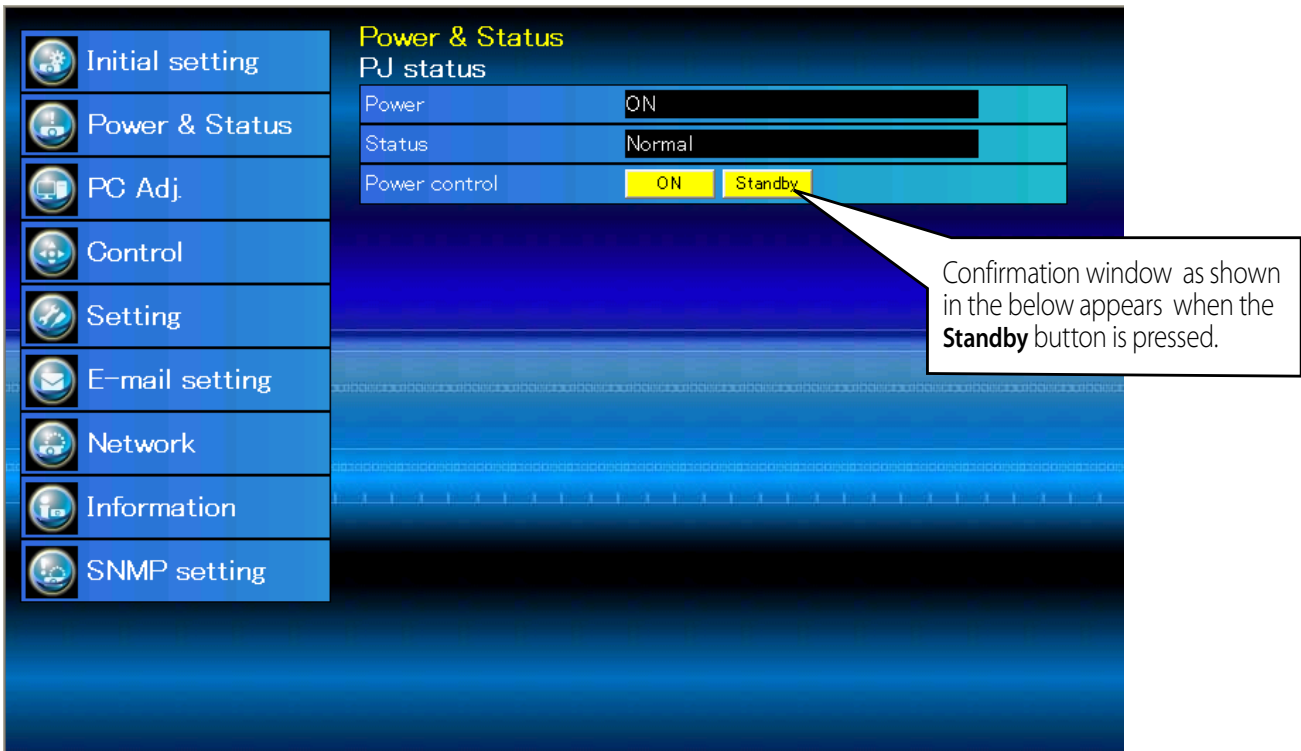 Initial setting
Power & Status
PC Adj.
Control
Setting
E-mail setting
Network
Information
SNMP setting
Power & Status
PJ status
Power ON
Status Normal
Power control ON Standby
Confirmation window as shown
in the below appears when the
Standby button is pressed.